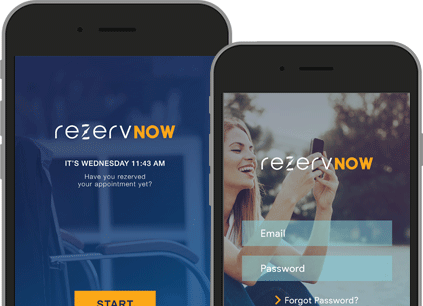 rezervNOW
IT'S WEDNESDAY 11:43 AM
Have you rezerved
your appointment yet?
START
rezervNOW
Email
Password
Forgot Password?